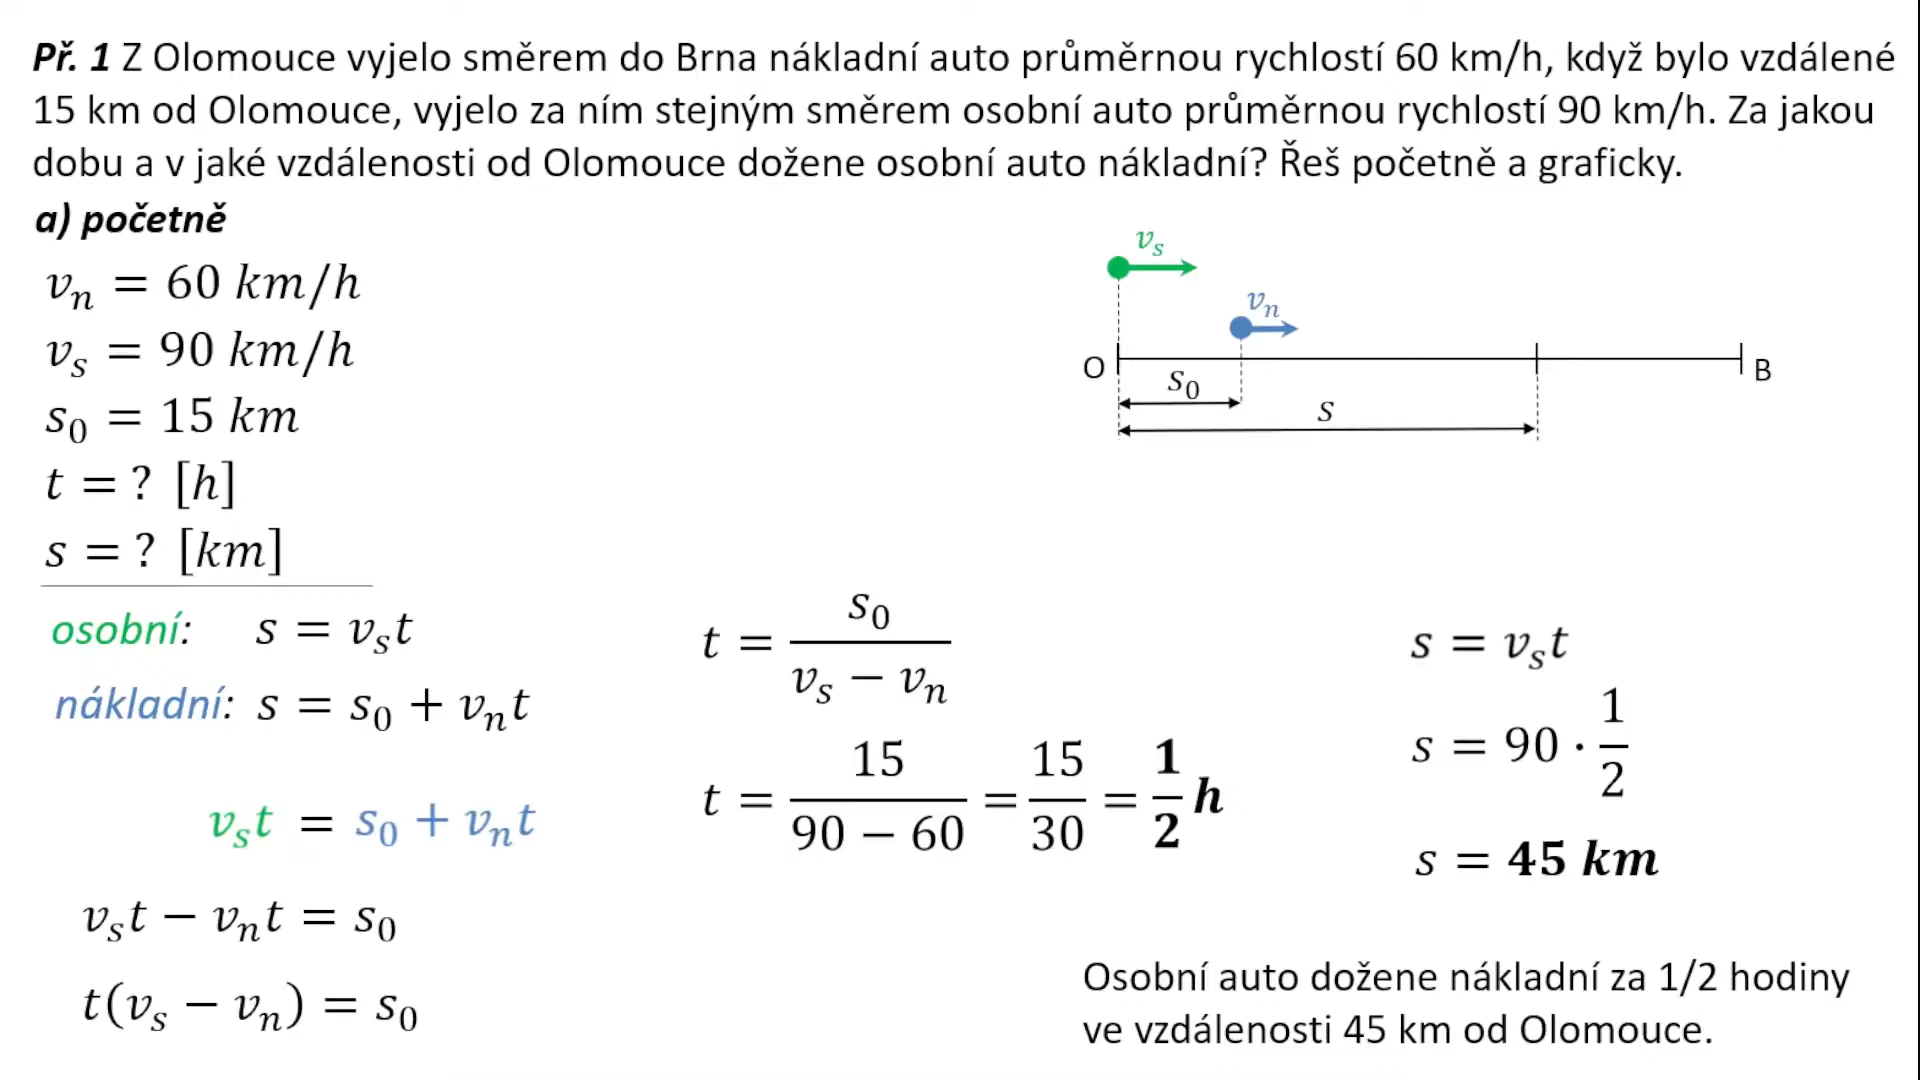 Př. 1 Z Olomouce vyjelo směrem do Brna nákladní auto průměrnou rychlostí 60 km/h, když bylo vzdálené
15 km od Olomouce, vyjelo za ním stejným směrem osobní auto průměrnou rychlostí 90 km/h. Za jakou
dobu a v jaké vzdálenosti od Olomouce dožene osobní auto nákladní? Řeš početně a graficky.
a) početně
vₙ = 60 km/h
vₛ = 90 km/h
s₀ = 15 km
t = ? [h]
s = ? [km]
vₛ
vₙ
O
B
s₀
s
osobní: s = vₛt
nákladní: s = s₀ + vₙt
vₛt = s₀ + vₙt
vₛt − vₙt = s₀
t(vₛ − vₙ) = s₀
t = s₀ / (vₛ − vₙ)
t = 15 / (90 − 60) = 15/30 = 1/2 h
s = vₛt
s = 90 · 1/2
s = 45 km
Osobní auto dožene nákladní za 1/2 hodiny
ve vzdálenosti 45 km od Olomouce.